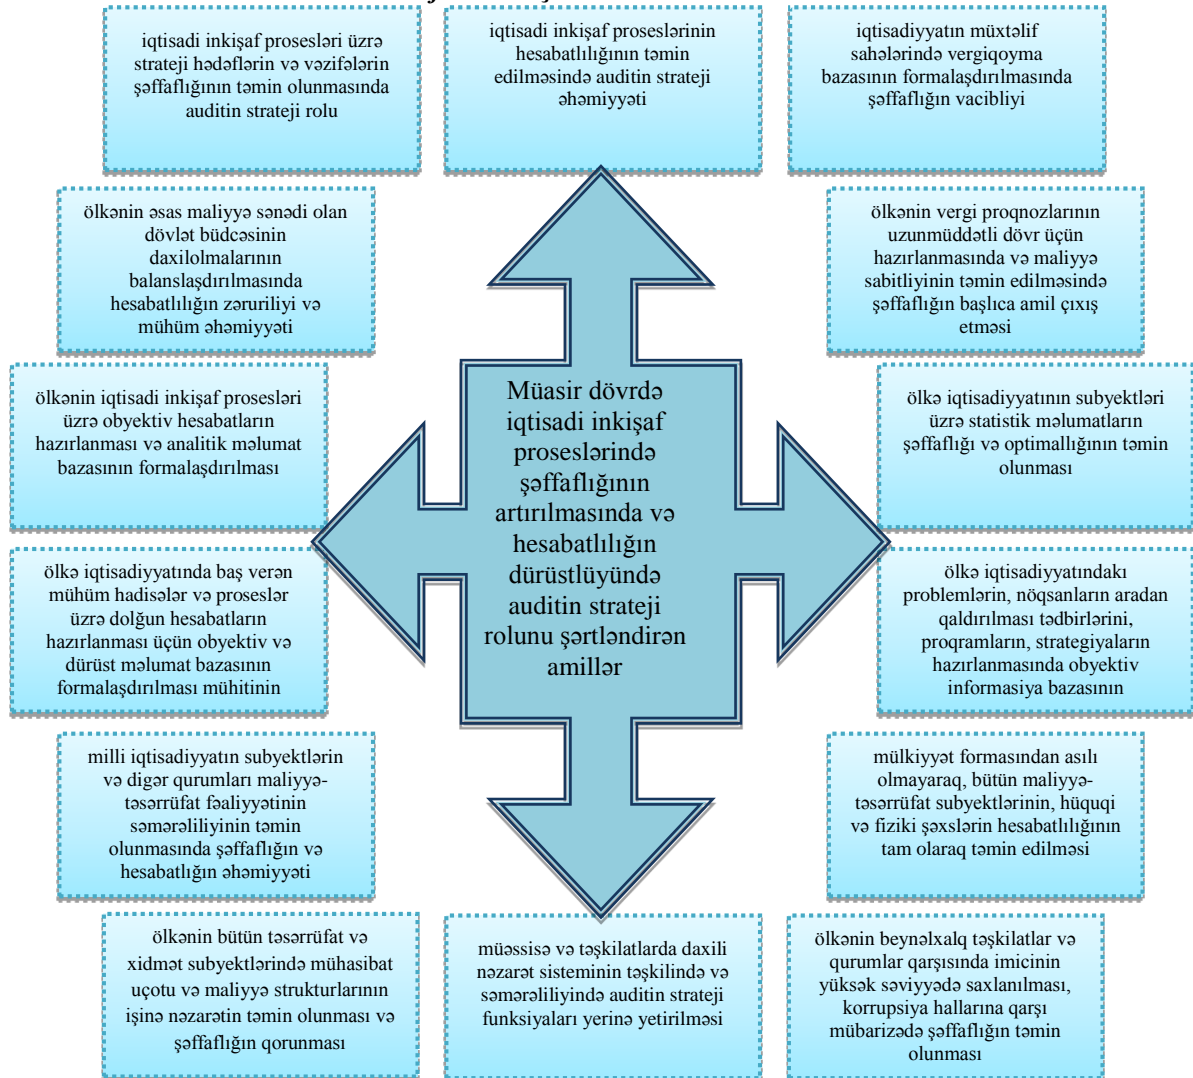 iqtisadi inkişaf prosesləri üzrə
strateji hədəflərin və vəzifələrin
şəffaflığının təmin olunmasında
auditin strateji rolu
iqtisadi inkişaf proseslərinin
hesabatlılığının təmin
edilməsində auditin strateji
əhəmiyyəti
iqtisadiyyatın müxtəlif
sahələrində vergiqoyma
bazasının formalaşdırılmasında
şəffaflığın vacibliyi
ölkənin əsas maliyyə sənədi olan
dövlət büdcəsinin
daxilolmalarının
balanslaşdırılmasında
hesabatlılığın zəruriliyi və
mühüm əhəmiyyəti
ölkənin vergi proqnozlarının
uzunmüddətli dövr üçün
hazırlanmasında və maliyyə
sabitliyinin təmin edilməsində
şəffaflığın başlıca amil çıxış
etməsi
ölkənin iqtisadi inkişaf prosesləri
üzrə obyektiv hesabatların
hazırlanması və analitik məlumat
bazasının formalaşdırılması
Müasir dövrdə
iqtisadi inkişaf
proseslərində
şəffaflığının
artırılmasında və
hesabatlılığın
dürüstlüyündə
auditin strateji
rolunu şərtləndirən
amillər
ölkə iqtisadiyyatının subyektləri
üzrə statistik məlumatların
şəffaflığı və optimallığının təmin
olunması
ölkə iqtisadiyyatında baş verən
mühüm hadisələr və proseslər
üzrə dolğun hesabatların
hazırlanması üçün obyektiv və
dürüst məlumat bazasının
formalaşdırılması mühitinin
ölkə iqtisadiyyatındakı
problemlərin, nöqsanların aradan
qaldırılması tədbirlərini,
proqramların, strategiyaların
hazırlanmasında obyektiv
informasiya bazasının
milli iqtisadiyyatın subyektlərin
və digər qurumları maliyyə-
təsərrüfat fəaliyyətinin
səmərəliliyinin təmin
olunmasında şəffaflığın və
hesabatlığın əhəmiyyəti
mülkiyyət formasından asılı
olmayaraq, bütün maliyyə-
təsərrüfat subyektlərinin, hüquqi
və fiziki şəxslərin hesabatlılığının
tam olaraq təmin edilməsi
ölkənin bütün təsərrüfat və
xidmət subyektlərində mühasibat
uçotu və maliyyə strukturlarının
işinə nəzarətin təmin olunması və
şəffaflığın qorunması
müəssisə və təşkilatlarda daxili
nəzarət sisteminin təşkilində və
səmərəliliyində auditin strateji
funksiyaları yerinə yetirilməsi
ölkənin beynəlxalq təşkilatlar və
qurumlar qarşısında imicinin
yüksək səviyyədə saxlanılması,
korrupsiya hallarına qarşı
mübarizədə şəffaflığın təmin
olunması